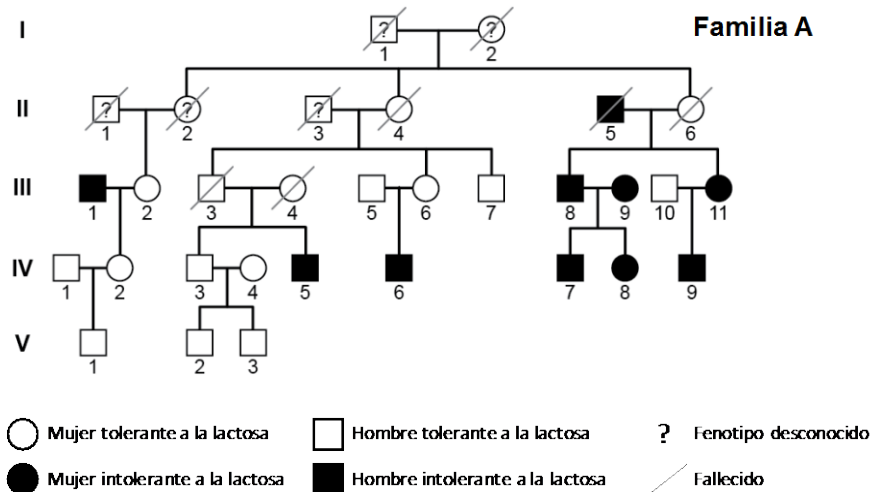 Familia A
I
? ?
1 2
II
? ? ?
1 2 3 4 5 6
III
1 2 3 4 5 6 7 8 9 10 11
IV
1 2 3 4 5 6 7 8 9
V
1 2 3
Mujer tolerante a la lactosa Hombre tolerante a la lactosa ? Fenotipo desconocido
Mujer intolerante a la lactosa Hombre intolerante a la lactosa Fallecido